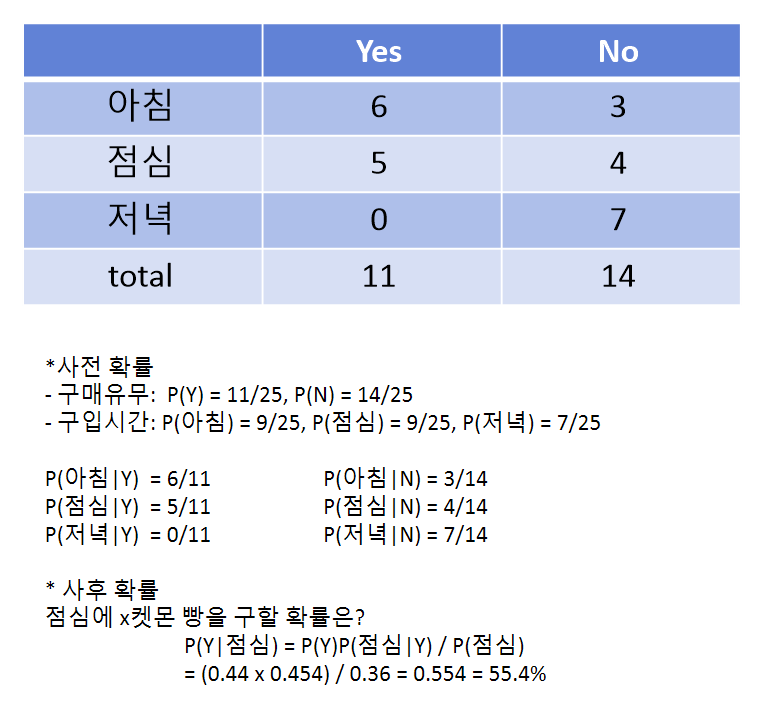 Yes No
아침 6 3
점심 5 4
저녁 0 7
total 11 14
*사전 확률
- 구매유무: P(Y) = 11/25, P(N) = 14/25
- 구입시간: P(아침) = 9/25, P(점심) = 9/25, P(저녁) = 7/25
P(아침|Y) = 6/11 P(아침|N) = 3/14
P(점심|Y) = 5/11 P(점심|N) = 4/14
P(저녁|Y) = 0/11 P(저녁|N) = 7/14
* 사후 확률
점심에 x켓몬 빵을 구할 확률은?
P(Y|점심) = P(Y)P(점심|Y) / P(점심)
= (0.44 x 0.454) / 0.36 = 0.554 = 55.4%